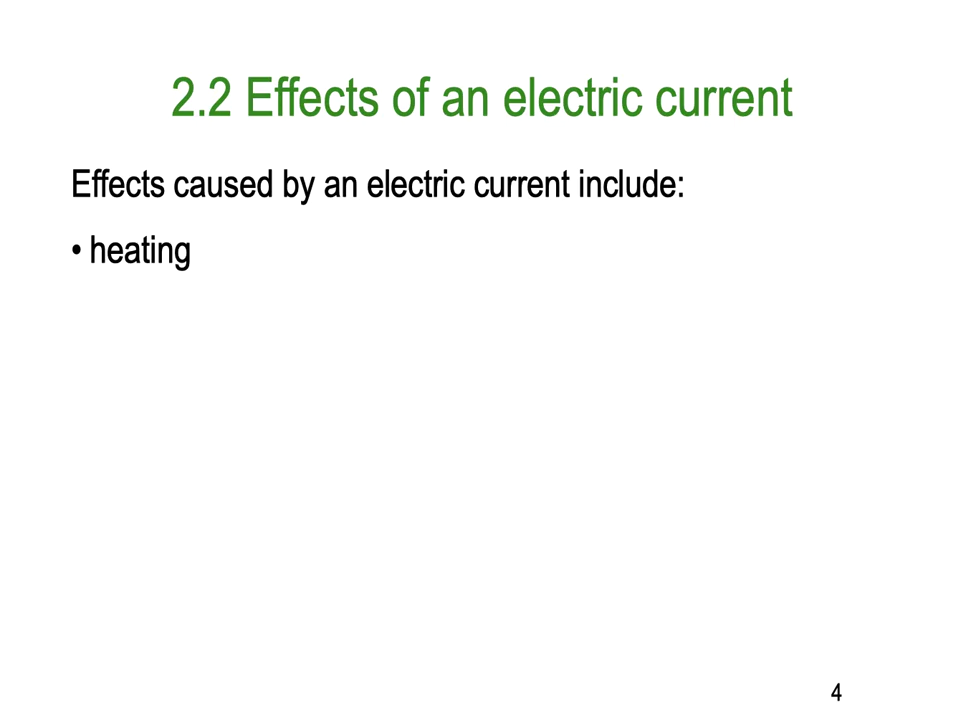 2.2 Effects of an electric current
Effects caused by an electric current include:
• heating
4